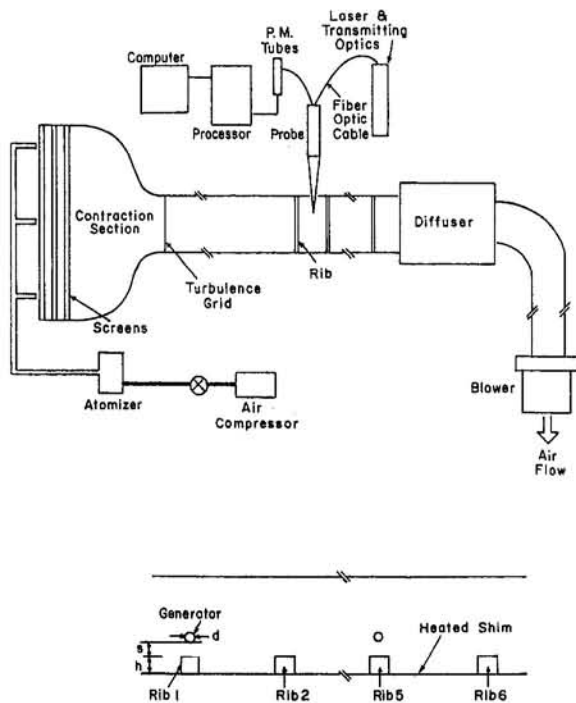 Laser &
Transmitting
Optics
P. M.
Tubes
Computer
Processor
Probe
Fiber
Optic
Cable
Contraction
Section
Diffuser
Turbulence
Grid
Rib
Screens
Atomizer
Air
Compressor
Blower
Air
Flow
Generator
d
s
h
Heated Shim
Rib 1
Rib 2
Rib 5
Rib 6